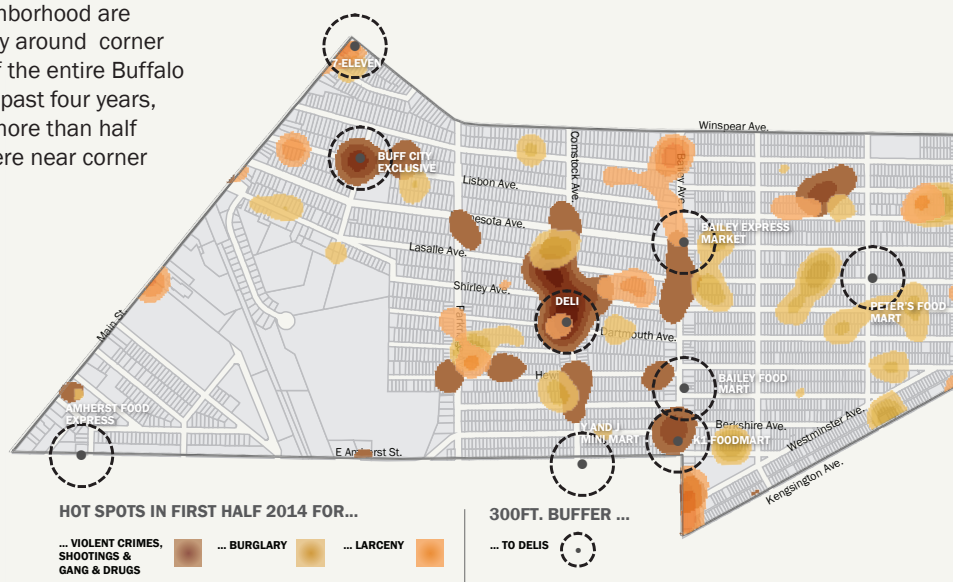 nborhood are
y around corner
f the entire Buffalo
past four years,
more than half
ere near corner
7-ELEVEN
Winspear Ave.
BUFF CITY
EXCLUSIVE
Comstock Ave.
Lisbon Ave.
Bailey Ave.
BAILEY EXPRESS
MARKET
Lasalle Ave.
Shirley Ave.
DELI
PETER'S FOOD
MART
Main St.
Dartmouth Ave.
BAILEY FOOD
MART
AMHERST FOOD
EXPRESS
Y AND J
MINI MART
K1-FOODMART
Berkshire Ave.
Westminster Ave.
E Amherst St.
Kengsington Ave.
HOT SPOTS IN FIRST HALF 2014 FOR...
... VIOLENT CRIMES,
SHOOTINGS &
GANG & DRUGS
... BURGLARY
... LARCENY
300FT. BUFFER ...
... TO DELIS